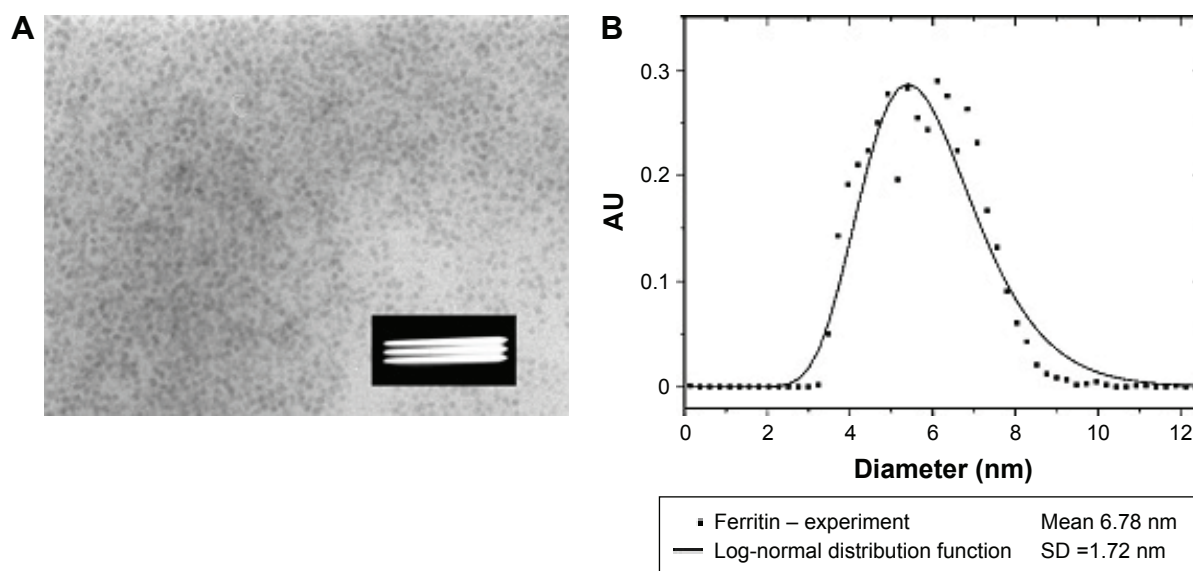 A
B
0.3
0.2
0.1
0
AU
0 2 4 6 8 10 12
Diameter (nm)
Ferritin – experiment Mean 6.78 nm
Log-normal distribution function SD =1.72 nm